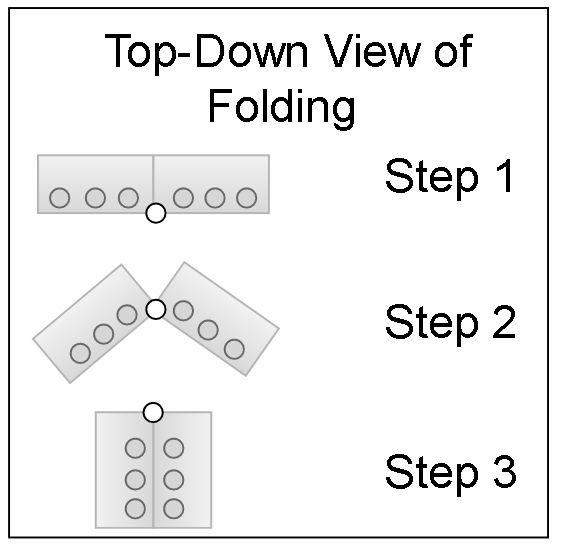 Top-Down View of
Folding
Step 1
Step 2
Step 3